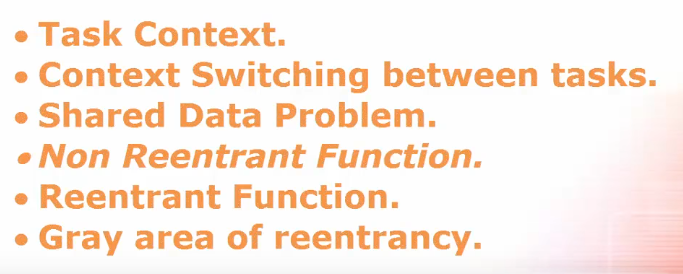 • Task Context.
• Context Switching between tasks.
• Shared Data Problem.
• Non Reentrant Function.
• Reentrant Function.
• Gray area of reentrancy.